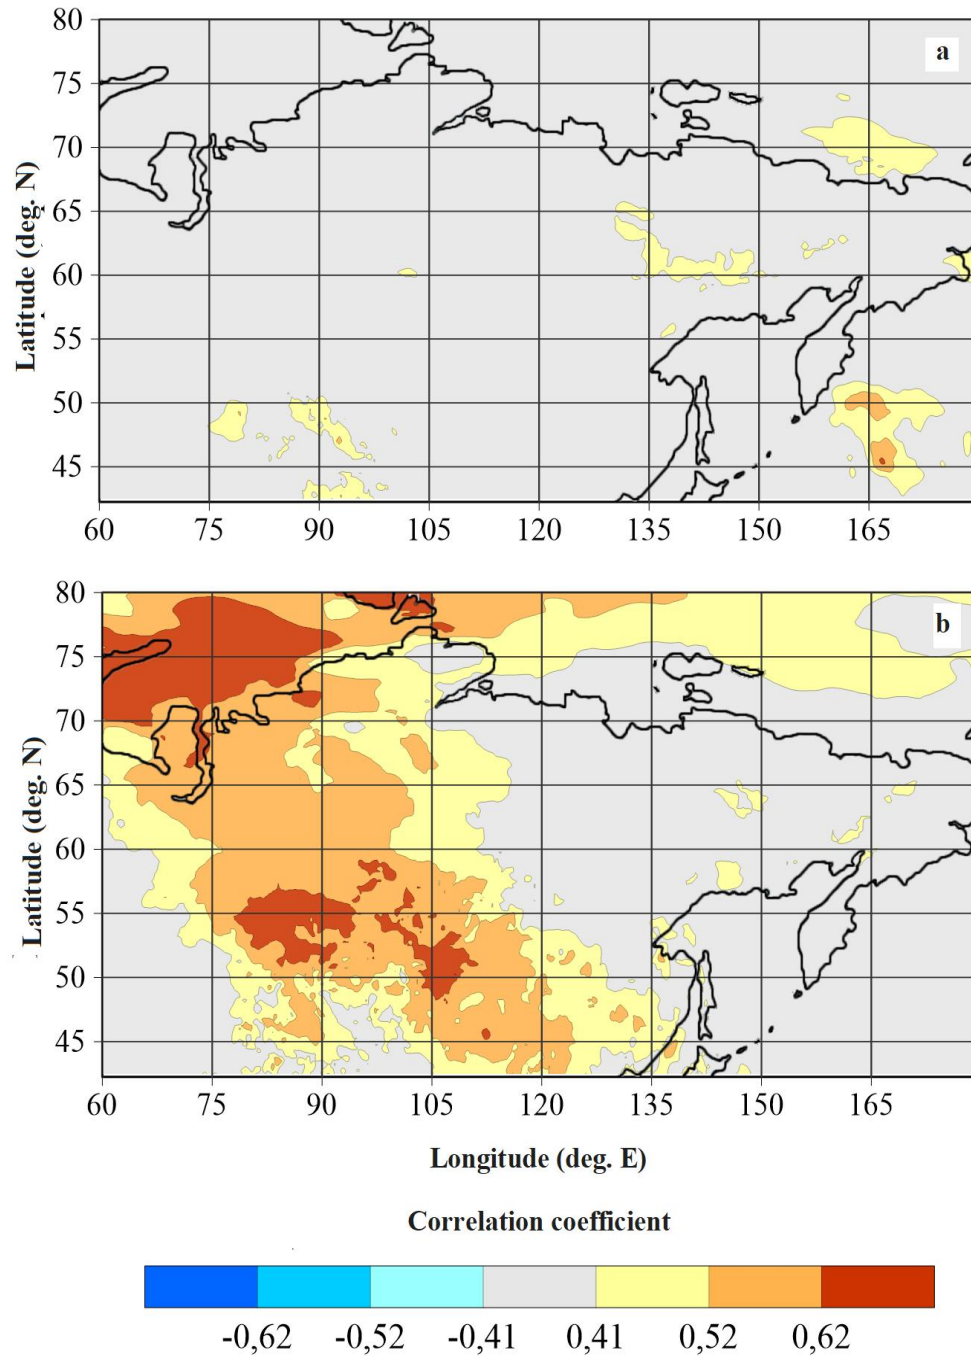 a
80
75
70
65
60
55
50
45
Latitude (deg. N)
60 75 90 105 120 135 150 165
b
80
75
70
65
60
55
50
45
Latitude (deg. N)
60 75 90 105 120 135 150 165
Longitude (deg. E)
Correlation coefficient
-0,62 -0,52 -0,41 0,41 0,52 0,62